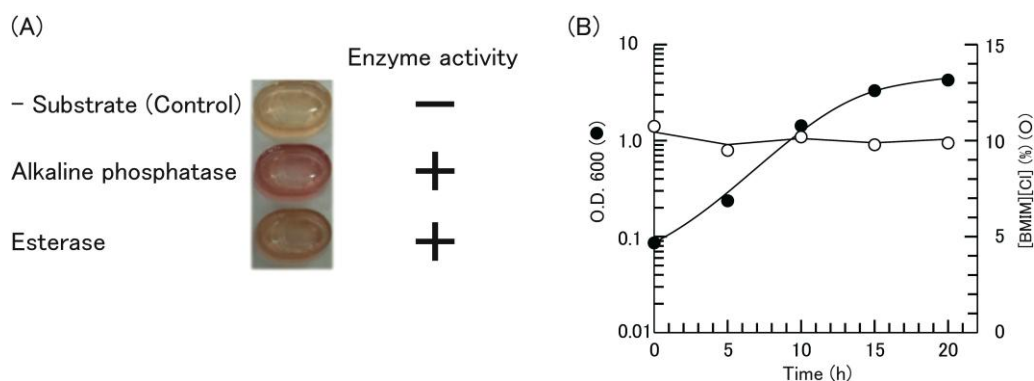 (A)
Enzyme activity
- Substrate (Control) −
Alkaline phosphatase +
Esterase +
(B)
10
1.0
0.1
0.01
O.D. 600 (●)
15
10
5
0
[BMIM][Cl] (%) (○)
0 5 10 15 20
Time (h)